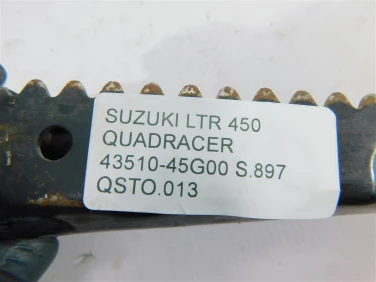 SUZUKI LTR 450
QUADRACER
43510-45G00 S.897
QSTO.013